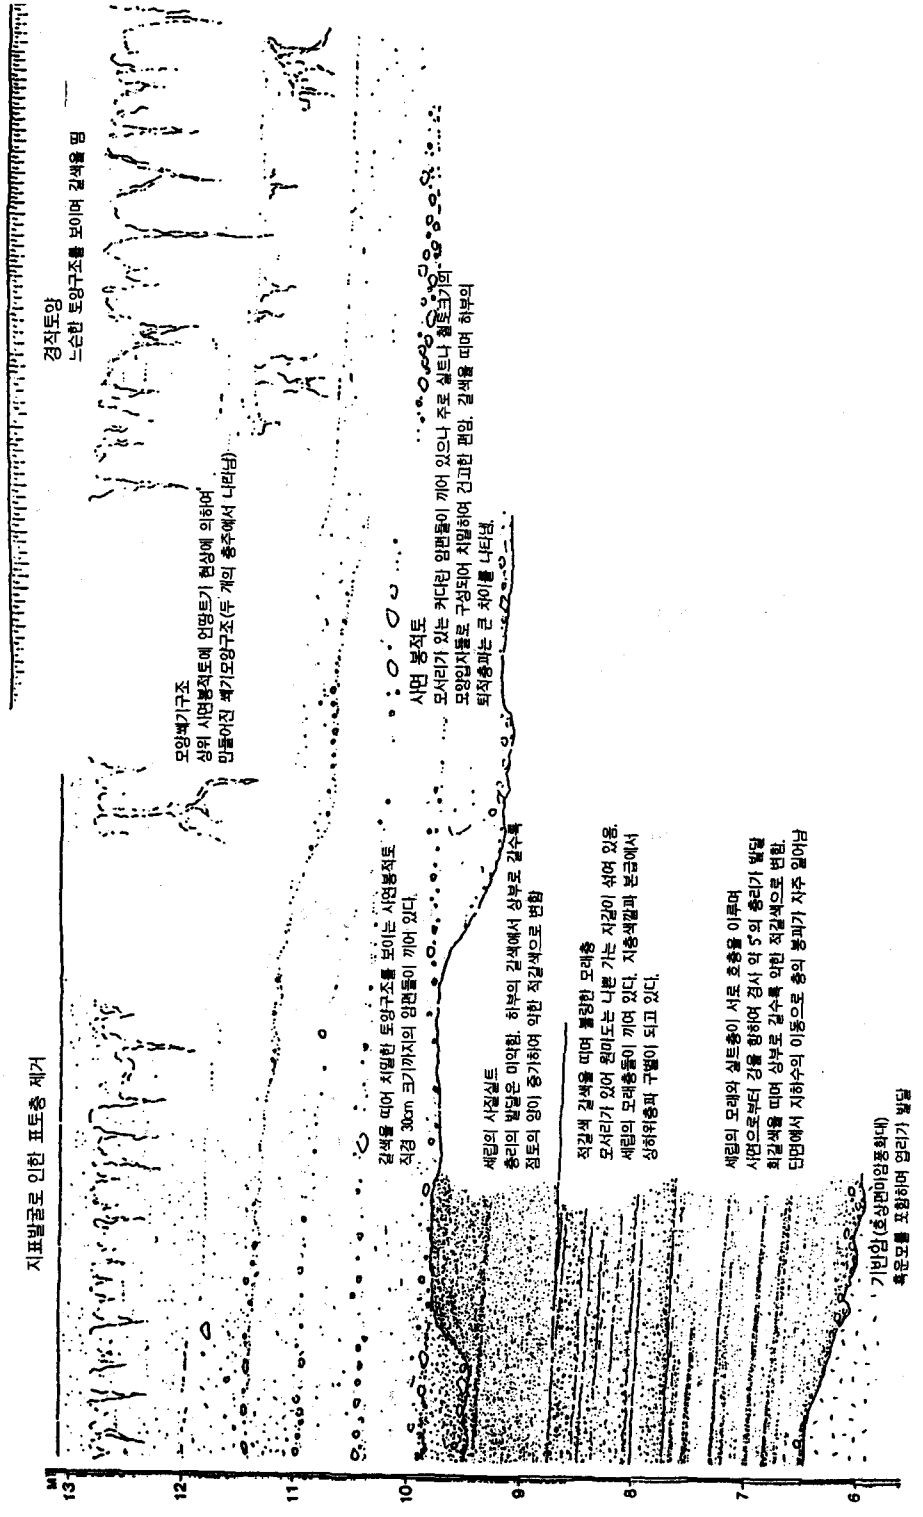 지표발굴로 인한 표토층 제거
경작토양
느슨한 토양구조를 보이며 갈색을 띰
모양쐐기구조
상위 사면붕적토에 언땅트기 현상에 의하여
만들어진 쐐기모양구조(두 개의 층주에서 나타남)
갈색을 띠어 치밀한 토양구조를 보이는 사면붕적토
직경 30cm 크기까지의 암편들이 끼어 있다.
사면 붕적토
모서리가 있는 커다란 암편들이 끼어 있으나 주로 실트나 점토크기의
모양입자들로 구성되어 치밀하여 견고한 편암. 갈색을 띠며 하부의
퇴적층과는 큰 차이를 나타냄.
세립의 사질실트
층리의 발달은 미약함. 하부의 갈색에서 상부로 갈수록
점토의 양이 증가하여 약한 적갈색으로 변함
적갈색 갈색을 띠며 불량한 모래층
모서리가 있어 원마도는 나쁜 가는 자갈이 섞여 있음.
세립의 모래층들이 끼여 있다. 지층색깔과 본급에서
상하위층과 구별이 되고 있다.
세립의 모래와 실트층이 서로 호층을 이루며
사면으로부터 강을 향하여 경사 약 5°의 층리가 발달
회갈색을 띠며 상부로 갈수록 약한 적갈색으로 변함.
단면에서 지하수의 이동으로 층의 붕괴가 자주 일어남
기반암(호상편마암풍화대)
흑운모를 포함하며 엽리가 발달
M
13
12
11
10
9
8
7
6